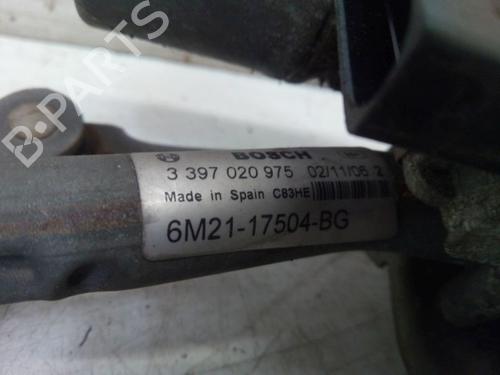 B-Parts
BOSCH
3 397 020 975 02/11/06 2
Made in Spain C83HE
6M21-17504-BG